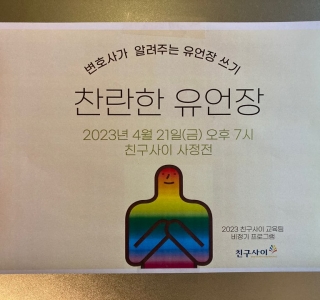 변호사가 알려주는 유언장 쓰기
찬란한 유언장
2023년 4월 21일(금) 오후 7시
친구사이 사정전
2023 친구사이 교육팀
비정기 프로그램
친구사이